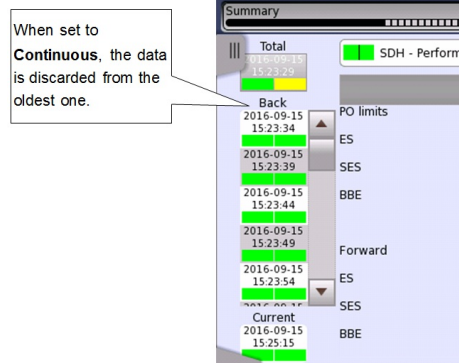 When set to
Continuous, the data
is discarded from the
oldest one.
Summary
Total
2016-09-15
15:23:29
SDH - Perform
Back
2016-09-15
15:23:34
2016-09-15
15:23:39
2016-09-15
15:23:44
2016-09-15
15:23:49
2016-09-15
15:23:54
Current
2016-09-15
15:25:15
PO limits
ES
SES
BBE
Forward
ES
SES
BBE